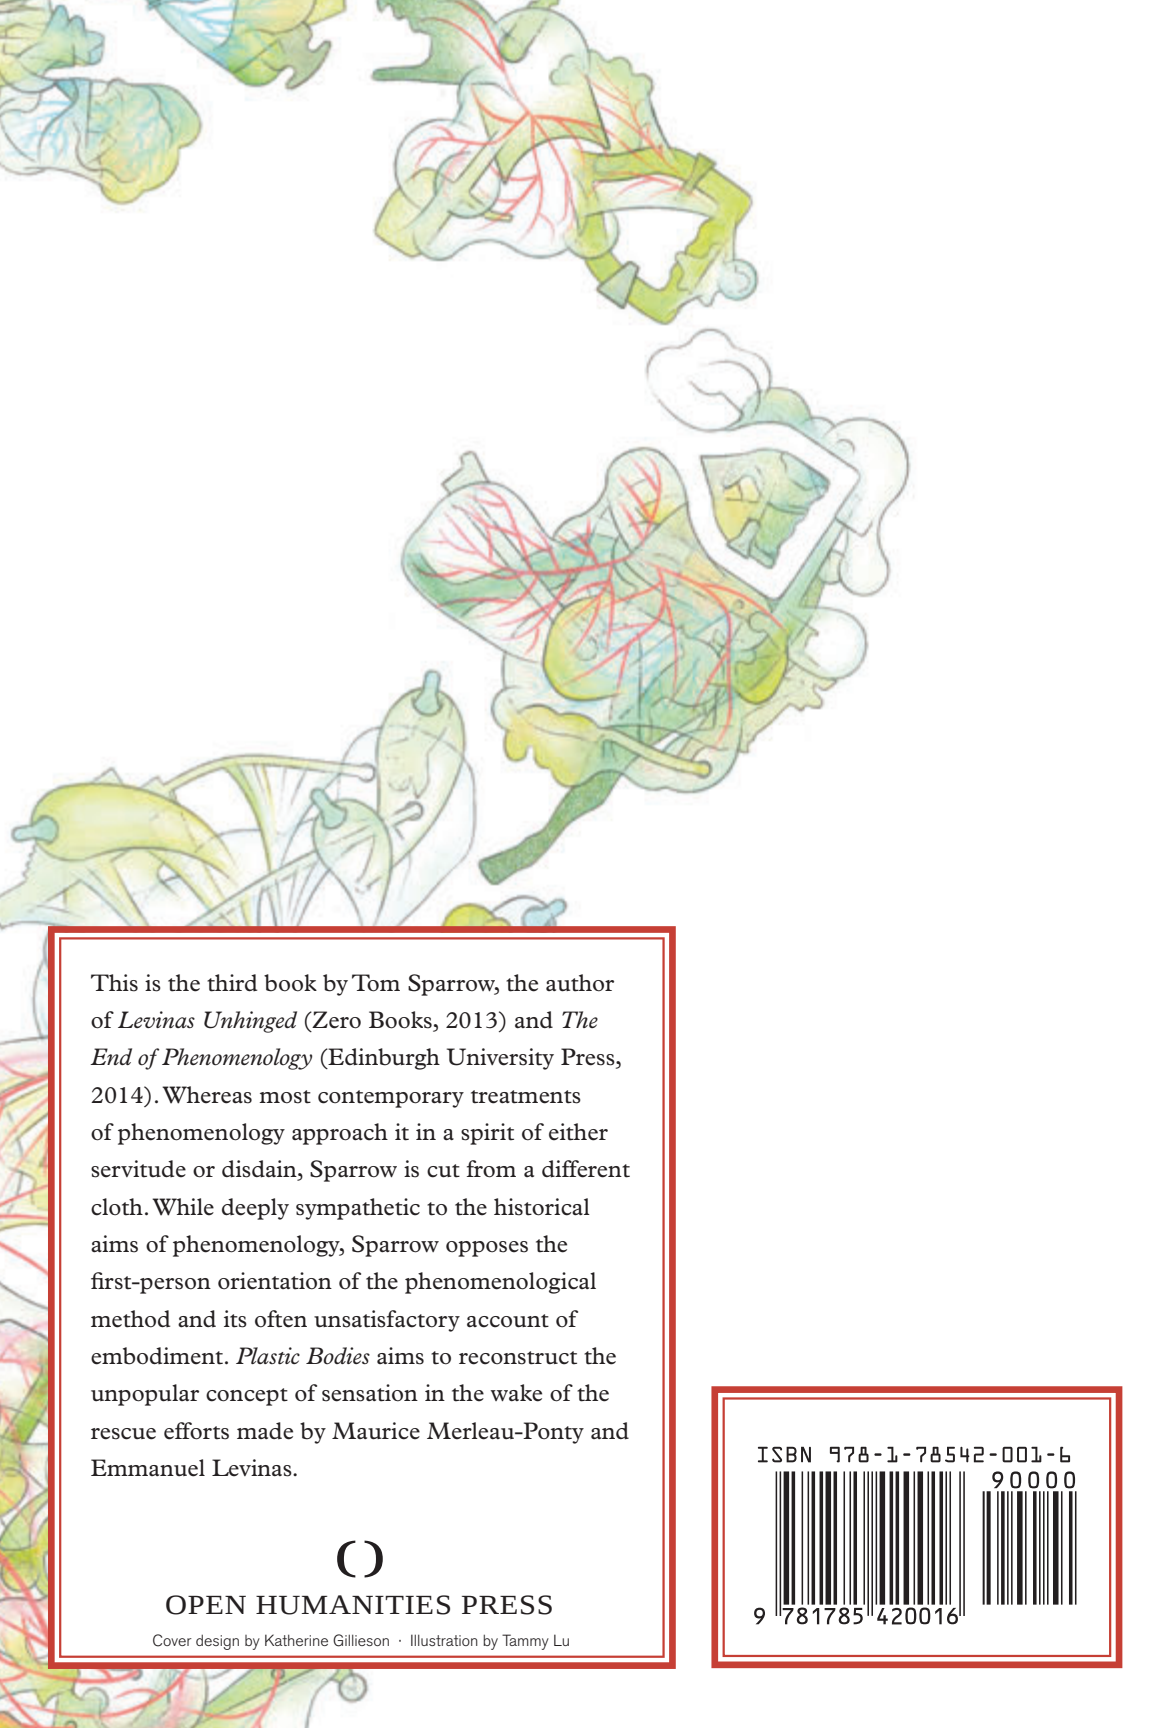 This is the third book by Tom Sparrow, the author
of Levinas Unhinged (Zero Books, 2013) and The
End of Phenomenology (Edinburgh University Press,
2014). Whereas most contemporary treatments
of phenomenology approach it in a spirit of either
servitude or disdain, Sparrow is cut from a different
cloth. While deeply sympathetic to the historical
aims of phenomenology, Sparrow opposes the
first-person orientation of the phenomenological
method and its often unsatisfactory account of
embodiment. Plastic Bodies aims to reconstruct the
unpopular concept of sensation in the wake of the
rescue efforts made by Maurice Merleau-Ponty and
Emmanuel Levinas.
OPEN HUMANITIES PRESS
Cover design by Katherine Gillieson · Illustration by Tammy Lu
ISBN 978-1-78542-001-6
90000
9 781785 420016